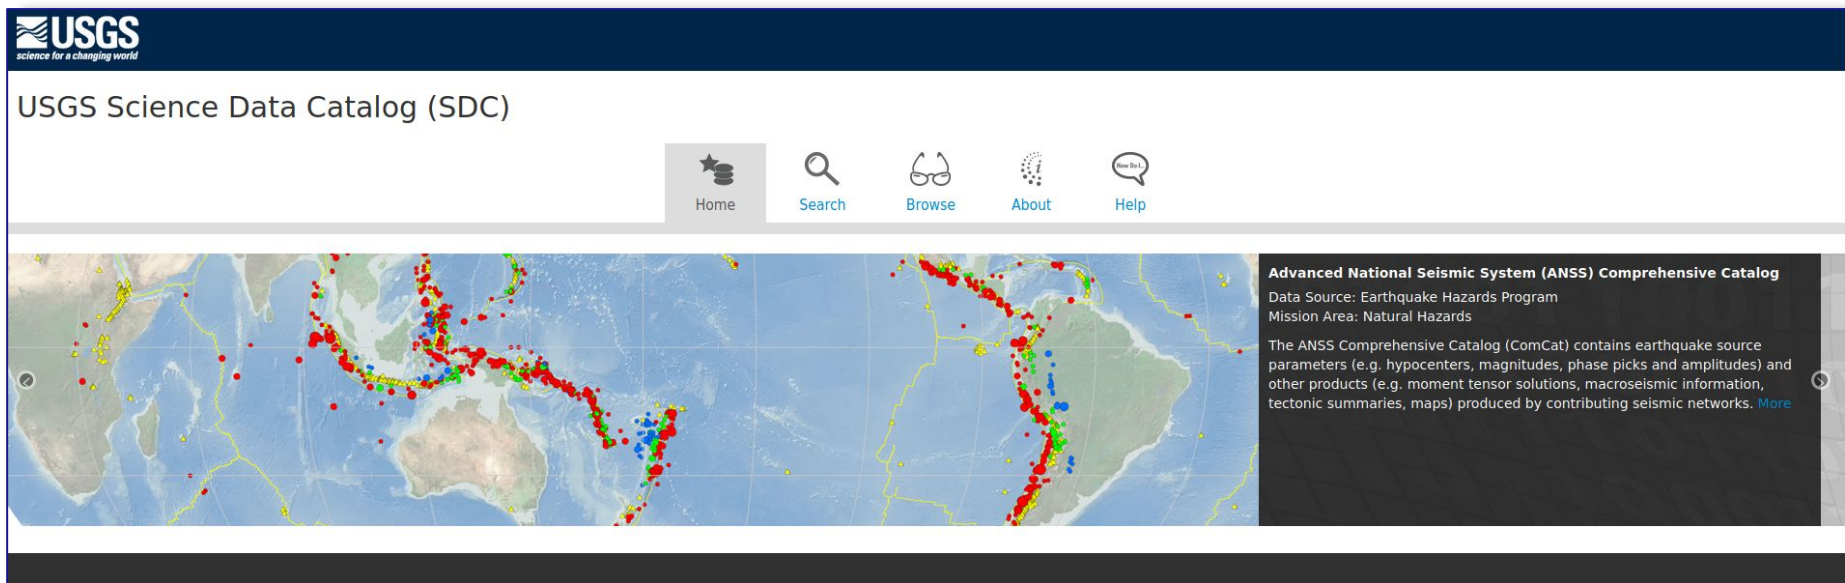 USGS
science for a changing world
USGS Science Data Catalog (SDC)
Home
Search
Browse
About
How Do I...
Help
Advanced National Seismic System (ANSS) Comprehensive Catalog
Data Source: Earthquake Hazards Program
Mission Area: Natural Hazards
The ANSS Comprehensive Catalog (ComCat) contains earthquake source
parameters (e.g. hypocenters, magnitudes, phase picks and amplitudes) and
other products (e.g. moment tensor solutions, macroseismic information,
tectonic summaries, maps) produced by contributing seismic networks. More